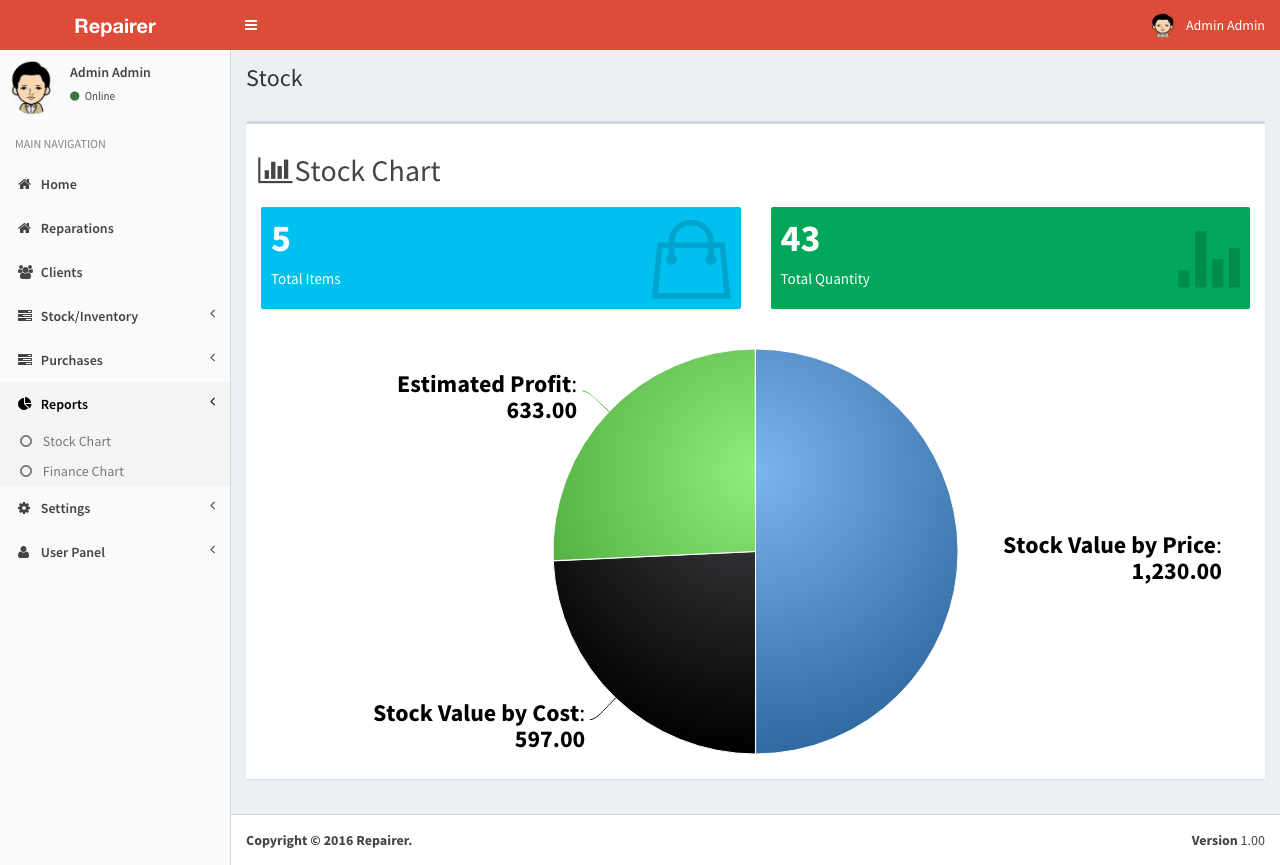 Repairer
Admin Admin
Admin Admin
Online
MAIN NAVIGATION
Home
Reparations
Clients
Stock/Inventory
Purchases
Reports
Stock Chart
Finance Chart
Settings
User Panel
Stock
Stock Chart
5
Total Items
43
Total Quantity
Estimated Profit:
633.00
Stock Value by Price:
1,230.00
Stock Value by Cost:
597.00
Copyright © 2016 Repairer.
Version 1.00